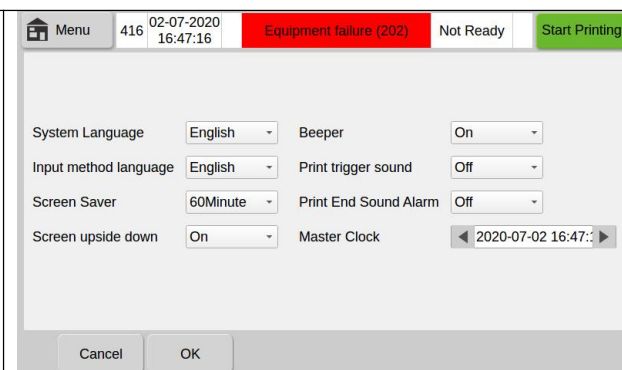 Menu 416 02-07-2020 16:47:16 Equipment failure (202) Not Ready Start Printing
System Language English Beeper On
Input method language English Print trigger sound Off
Screen Saver 60Minute Print End Sound Alarm Off
Screen upside down On Master Clock 2020-07-02 16:47:
Cancel OK